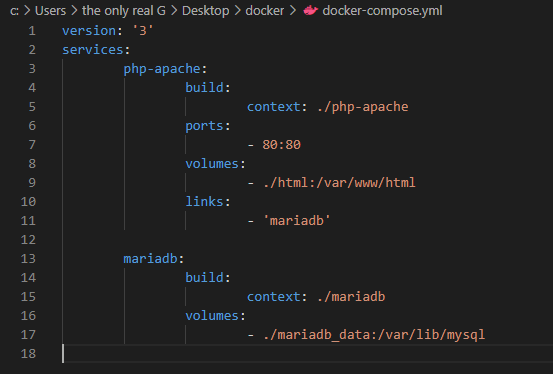 c: > Users > the only real G > Desktop > docker > docker-compose.yml
1 version: '3'
2 services:
3 php-apache:
4 build:
5 context: ./php-apache
6 ports:
7 - 80:80
8 volumes:
9 - ./html:/var/www/html
10 links:
11 - 'mariadb'
12
13 mariadb:
14 build:
15 context: ./mariadb
16 volumes:
17 - ./mariadb_data:/var/lib/mysql
18